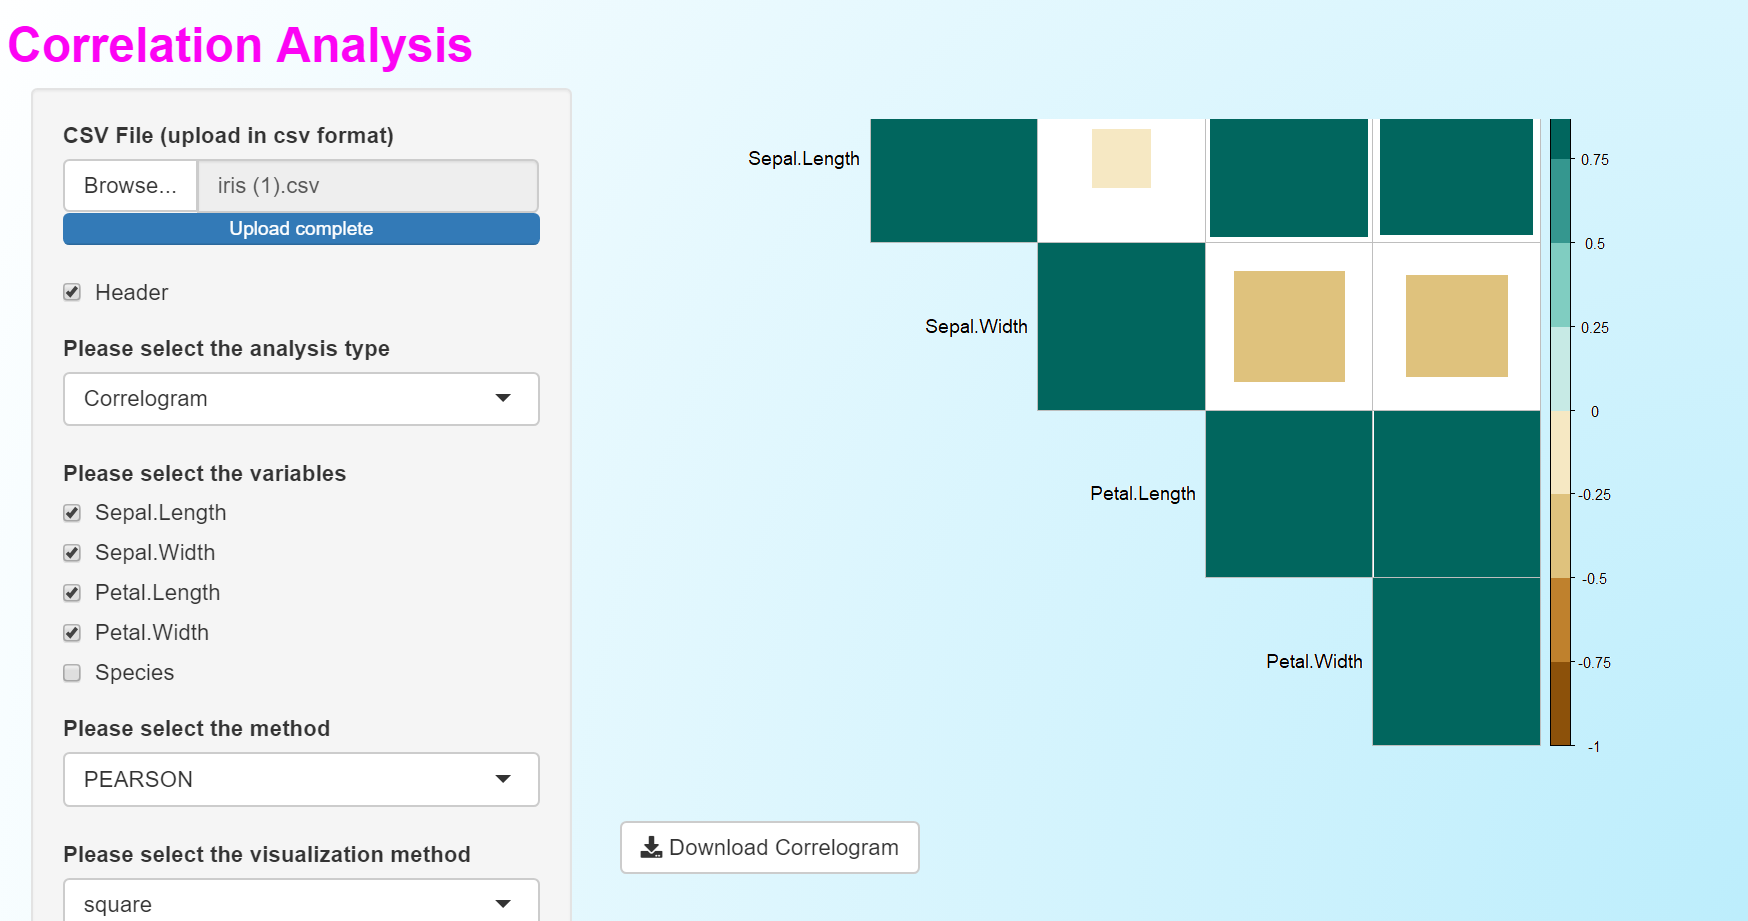 Correlation Analysis
CSV File (upload in csv format)
Browse... iris (1).csv
Upload complete
Header
Please select the analysis type
Correlogram
Please select the variables
Sepal.Length
Sepal.Width
Petal.Length
Petal.Width
Species
Please select the method
PEARSON
Please select the visualization method
square
Sepal.Length
Sepal.Width
Petal.Length
Petal.Width
0.75
0.5
0.25
0
-0.25
-0.5
-0.75
-1
Download Correlogram